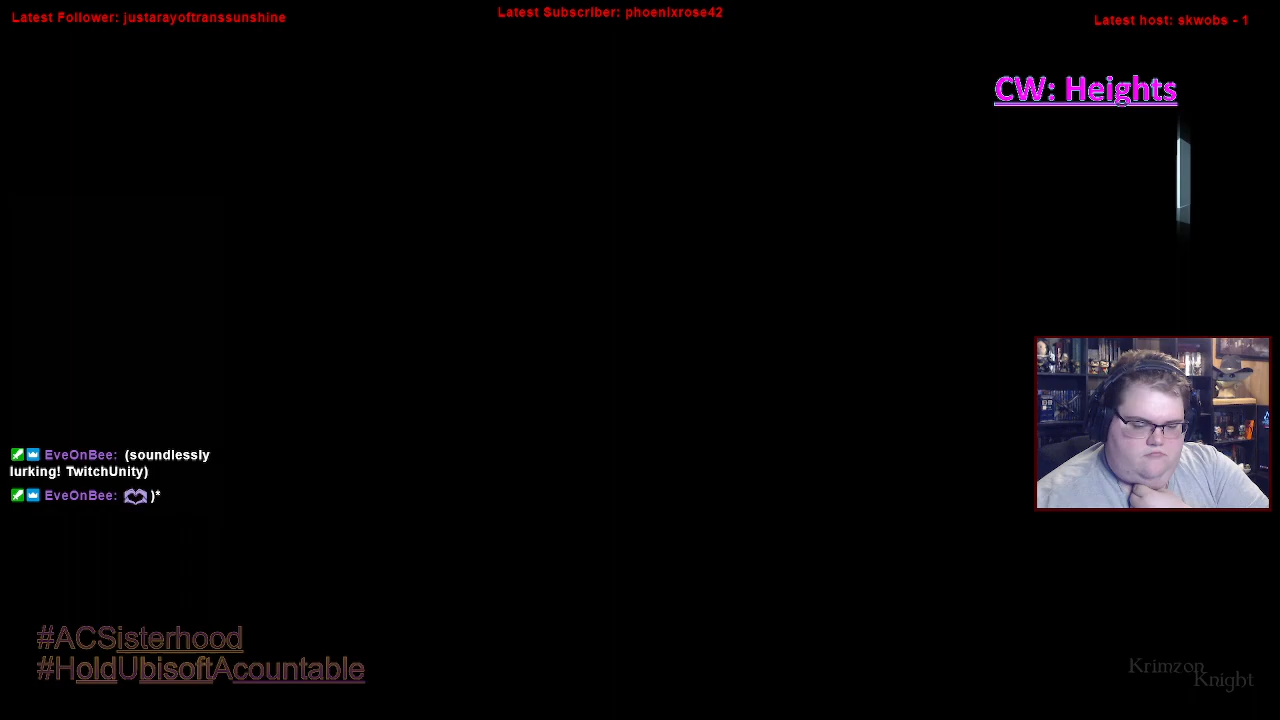 Latest Follower: justarayoftranssunshine
Latest Subscriber: phoenixrose42
Latest host: skwobs - 1
CW: Heights
EveOnBee: (soundlessly
lurking! TwitchUnity)
EveOnBee: )*
#ACSisterhood
#HoldUbisoftAcountable
Krimzon
Knight